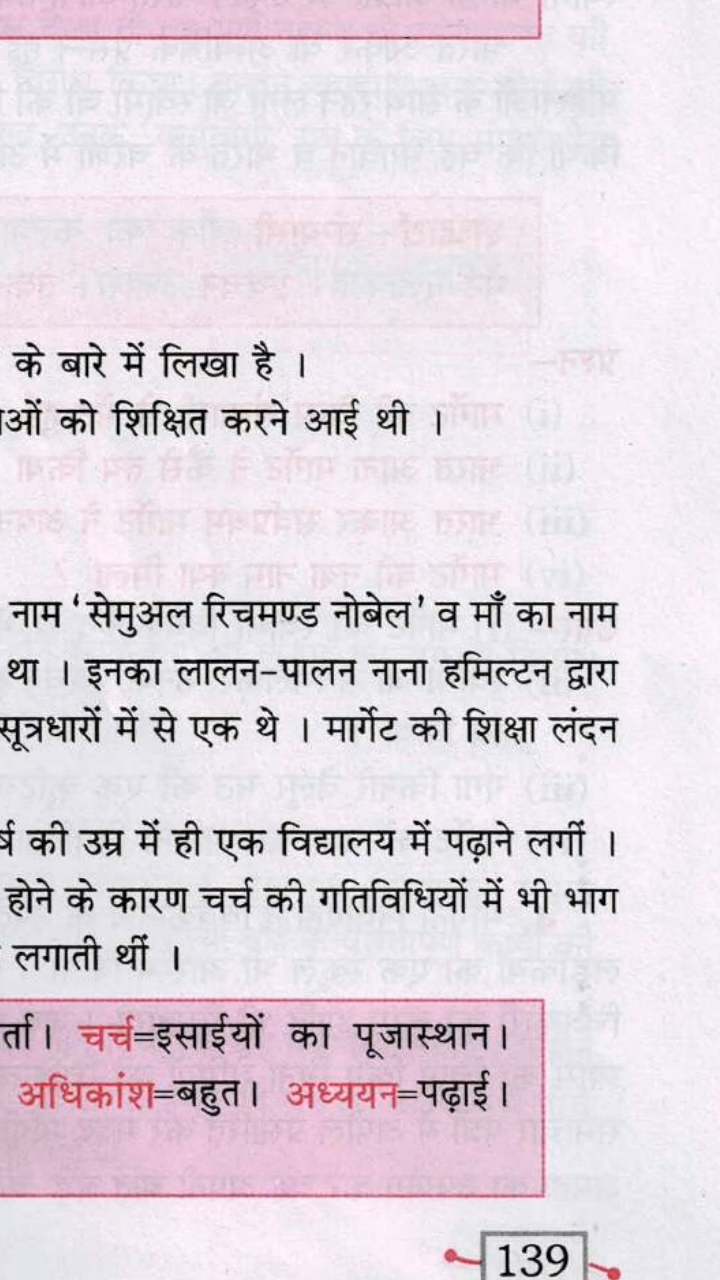 के बारे में लिखा है ।
ओं को शिक्षित करने आई थी ।
नाम ‘सेमुअल रिचमण्ड नोबेल’ व माँ का नाम
था । इनका लालन-पालन नाना हमिल्टन द्वारा
सूत्रधारों में से एक थे । मार्गेट की शिक्षा लंदन
की उम्र में ही एक विद्यालय में पढ़ाने लगीं ।
होने के कारण चर्च की गतिविधियों में भी भाग
लगाती थीं ।
र्ता। चर्च=इसाईयों का पूजास्थान।
अधिकांश=बहुत। अध्ययन=पढ़ाई।
139